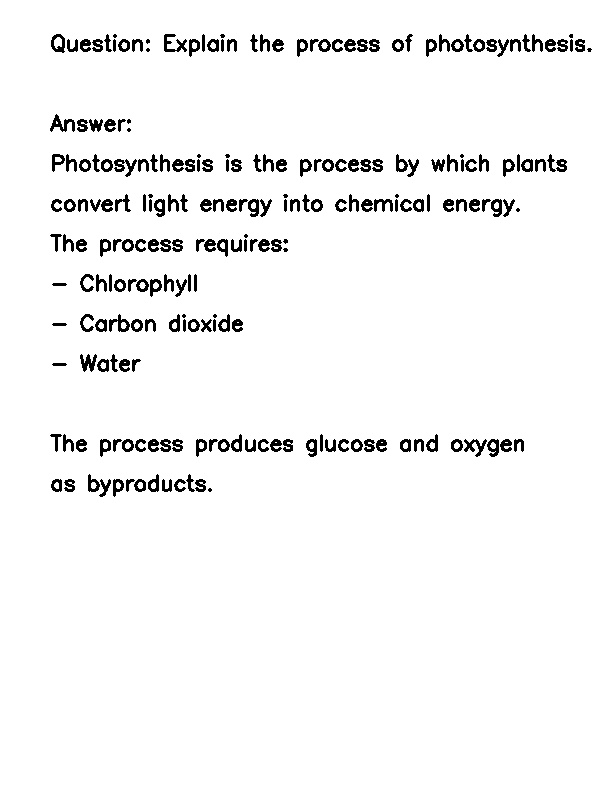 Question: Explain the process of photosynthesis.
Answer:
Photosynthesis is the process by which plants
convert light energy into chemical energy.
The process requires:
- Chlorophyll
- Carbon dioxide
- Water
The process produces glucose and oxygen
as byproducts.